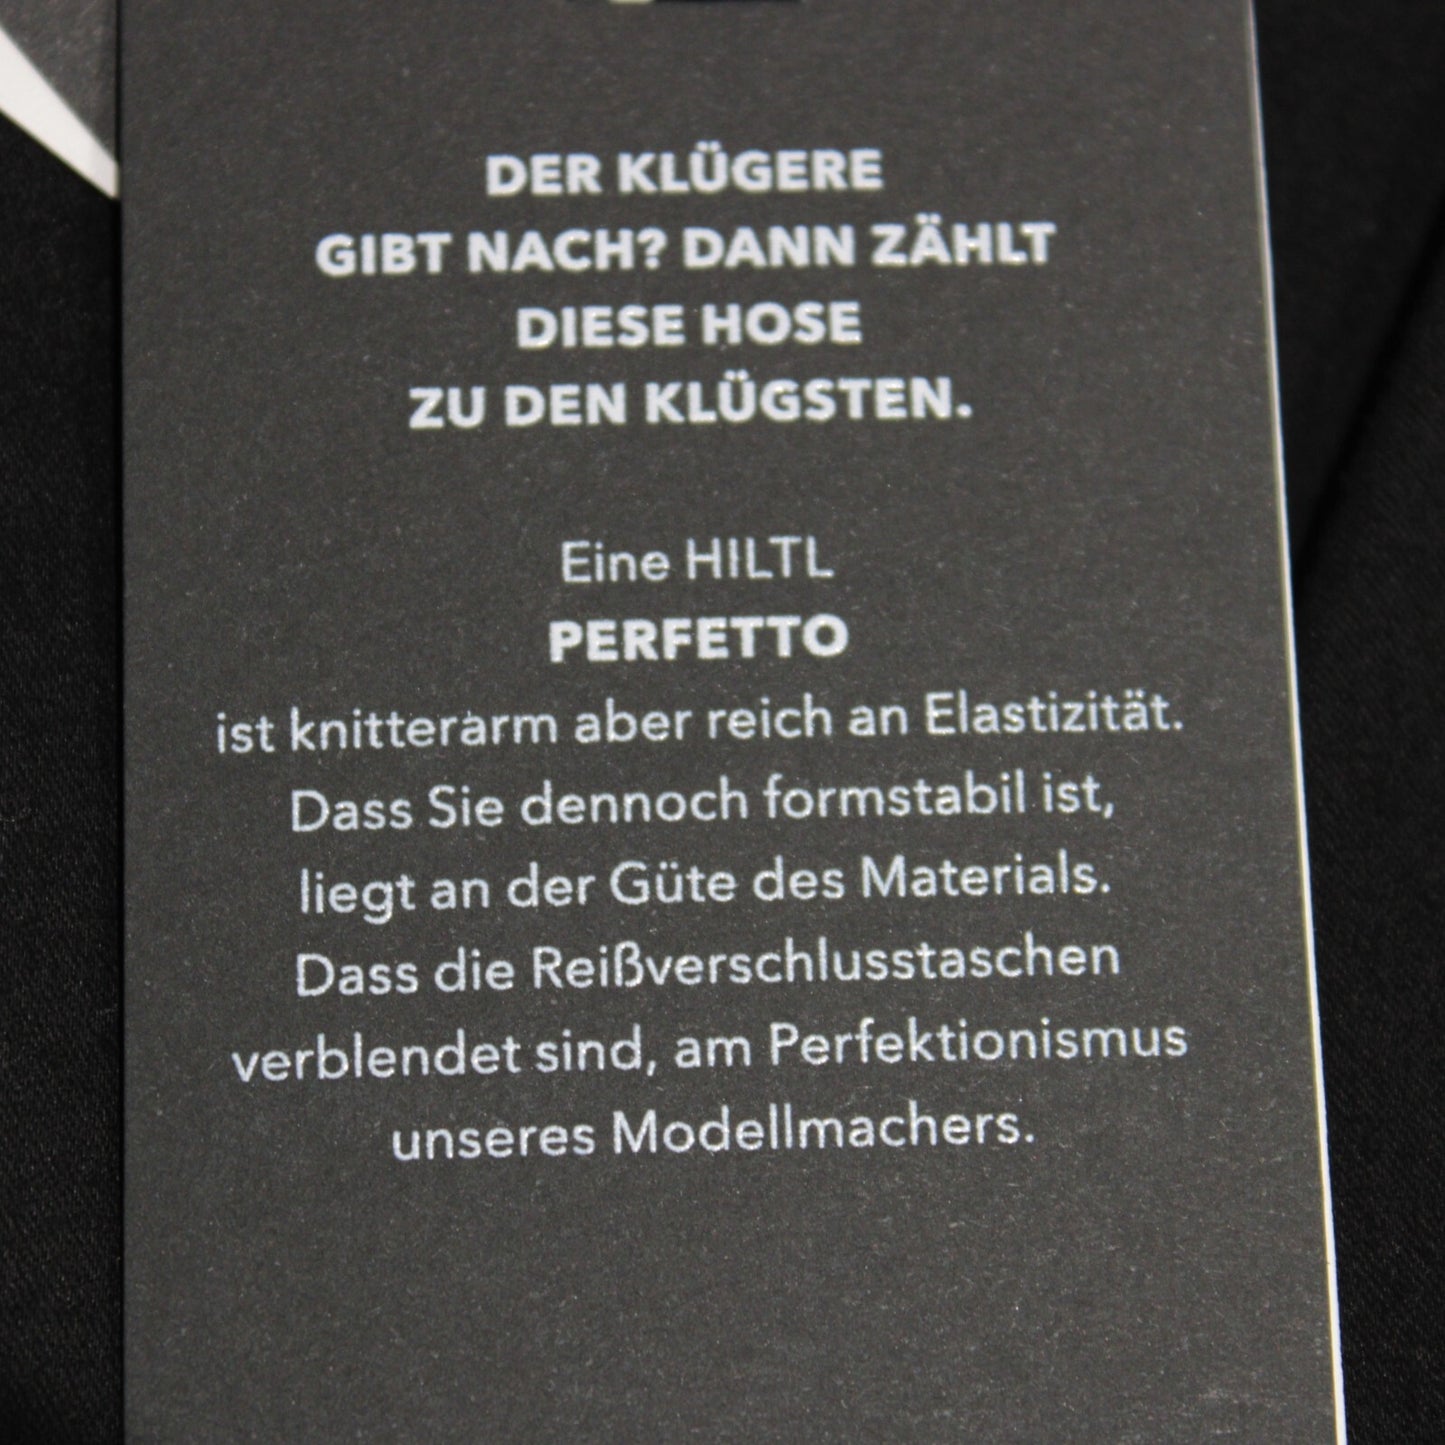 DER KLÜGERE
GIBT NACH? DANN ZÄHLT
DIESE HOSE
ZU DEN KLÜGSTEN.
Eine HILTL
PERFETTO
ist knitterarm aber reich an Elastizität.
Dass Sie dennoch formstabil ist,
liegt an der Güte des Materials.
Dass die Reißverschlusstaschen
verblendet sind, am Perfektionismus
unseres Modellmachers.